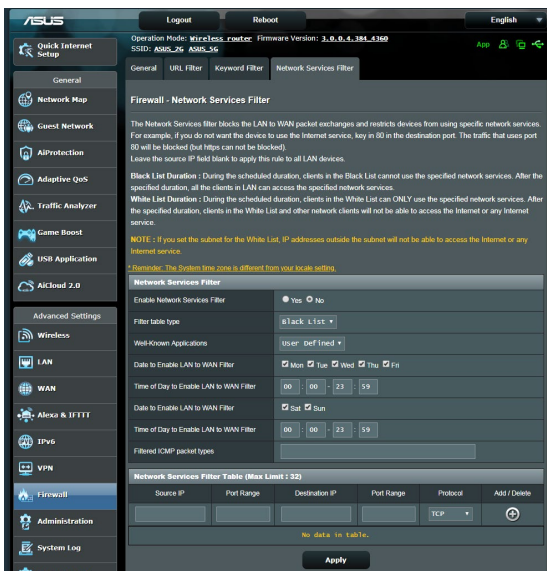 ASUS
Logout
Reboot
English
Operation Mode: Wireless router Firmware Version: 3.0.0.4.384_4360
SSID: ASUS_2G ASUS_5G
App
Quick Internet
Setup
General
Network Map
Guest Network
AiProtection
Adaptive QoS
Traffic Analyzer
Game Boost
USB Application
AiCloud 2.0
Advanced Settings
Wireless
LAN
WAN
Alexa & IFTTT
IPv6
VPN
Firewall
Administration
System Log
General
URL Filter
Keyword Filter
Network Services Filter
Firewall - Network Services Filter
The Network Services filter blocks the LAN to WAN packet exchanges and restricts devices from using specific network services.
For example, if you do not want the device to use the Internet service, key in 80 in the destination port. The traffic that uses port
80 will be blocked (but https can not be blocked).
Leave the source IP field blank to apply this rule to all LAN devices.
Black List Duration : During the scheduled duration, clients in the Black List cannot use the specified network services. After the
specified duration, all the clients in LAN can access the specified network services.
White List Duration : During the scheduled duration, clients in the White List can ONLY use the specified network services. After
the specified duration, clients in the White List and other network clients will not be able to access the Internet or any Internet
service.
NOTE : If you set the subnet for the White List, IP addresses outside the subnet will not be able to access the Internet or any
Internet service.
* Reminder: The System time zone is different from your locale setting.
Network Services Filter
Enable Network Services Filter
Yes No
Filter table type
Black List
Well-Known Applications
User Defined
Date to Enable LAN to WAN Filter
Mon Tue Wed Thu Fri
Time of Day to Enable LAN to WAN Filter
00 : 00 - 23 : 59
Date to Enable LAN to WAN Filter
Sat Sun
Time of Day to Enable LAN to WAN Filter
00 : 00 - 23 : 59
Filtered ICMP packet types
Network Services Filter Table (Max Limit : 32)
Source IP Port Range Destination IP Port Range Protocol Add / Delete
TCP
No data in table.
Apply